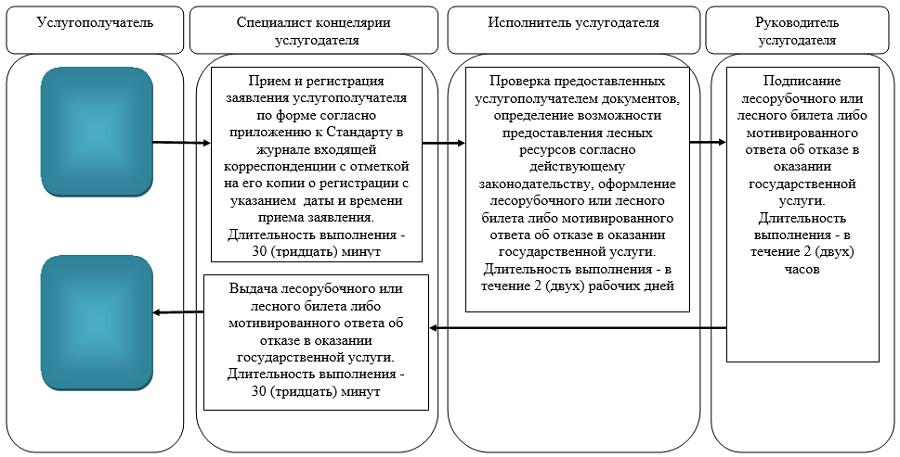 Услугополучатель
Специалист концелярии
услугодателя
Исполнитель услугодателя
Руководитель
услугодателя
Прием и регистрация
заявления услугополучателя
по форме согласно
приложению к Стандарту в
журнале входящей
корреспонденции с отметкой
на его копии о регистрации с
указанием даты и времени
приема заявления.
Длительность выполнения -
30 (тридцать) минут
Проверка предоставленных
услугополучателем документов,
определение возможности
предоставления лесных
ресурсов согласно
действующему
законодательству, оформление
лесорубочного или лесного
билета либо мотивированного
ответа об отказе в оказании
государственной услуги.
Длительность выполнения - в
течение 2 (двух) рабочих дней
Подписание
лесорубочного или
лесного билета либо
мотивированного
ответа об отказе в
оказании
государственной
услуги.
Длительность
выполнения - в
течение 2 (двух)
часов
Выдача лесорубочного или
лесного билета либо
мотивированного ответа об
отказе в оказании
государственной услуги.
Длительность выполнения -
30 (тридцать) минут